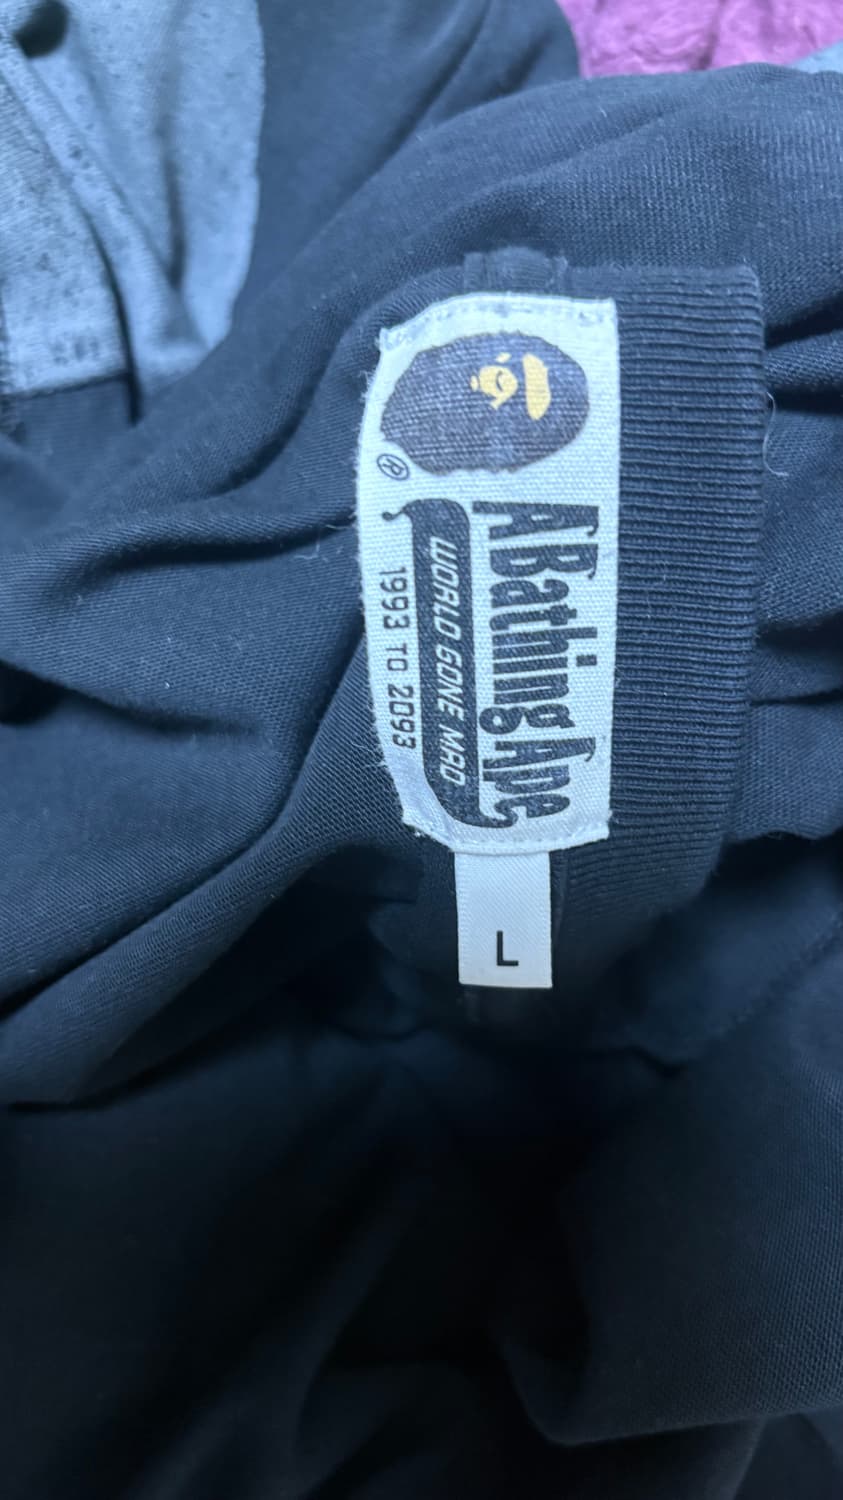 ®
A Bathing Ape
WORLD GONE MAD
1993 TO 2093
L